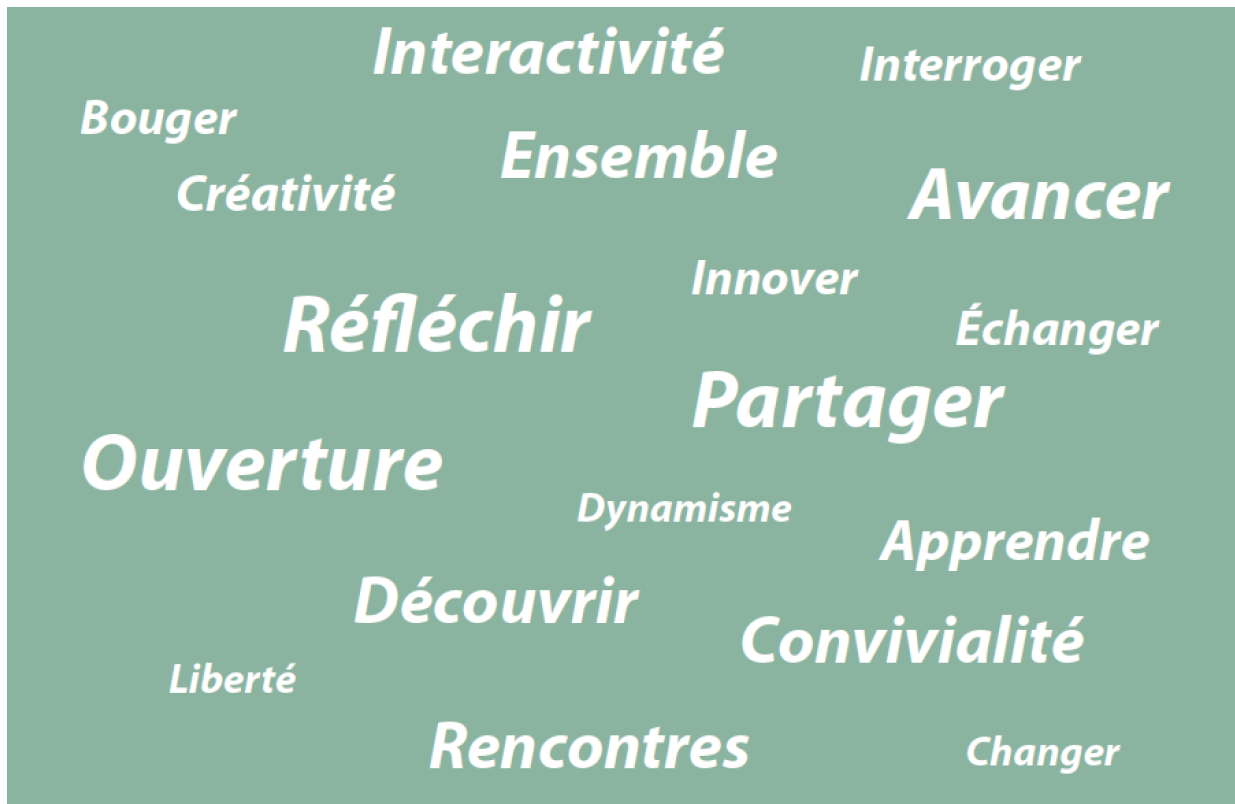 Interactivité
Interroger
Bouger
Ensemble
Créativité
Avancer
Innover
Réfléchir
Échanger
Partager
Ouverture
Dynamisme
Apprendre
Découvrir
Convivialité
Liberté
Rencontres
Changer